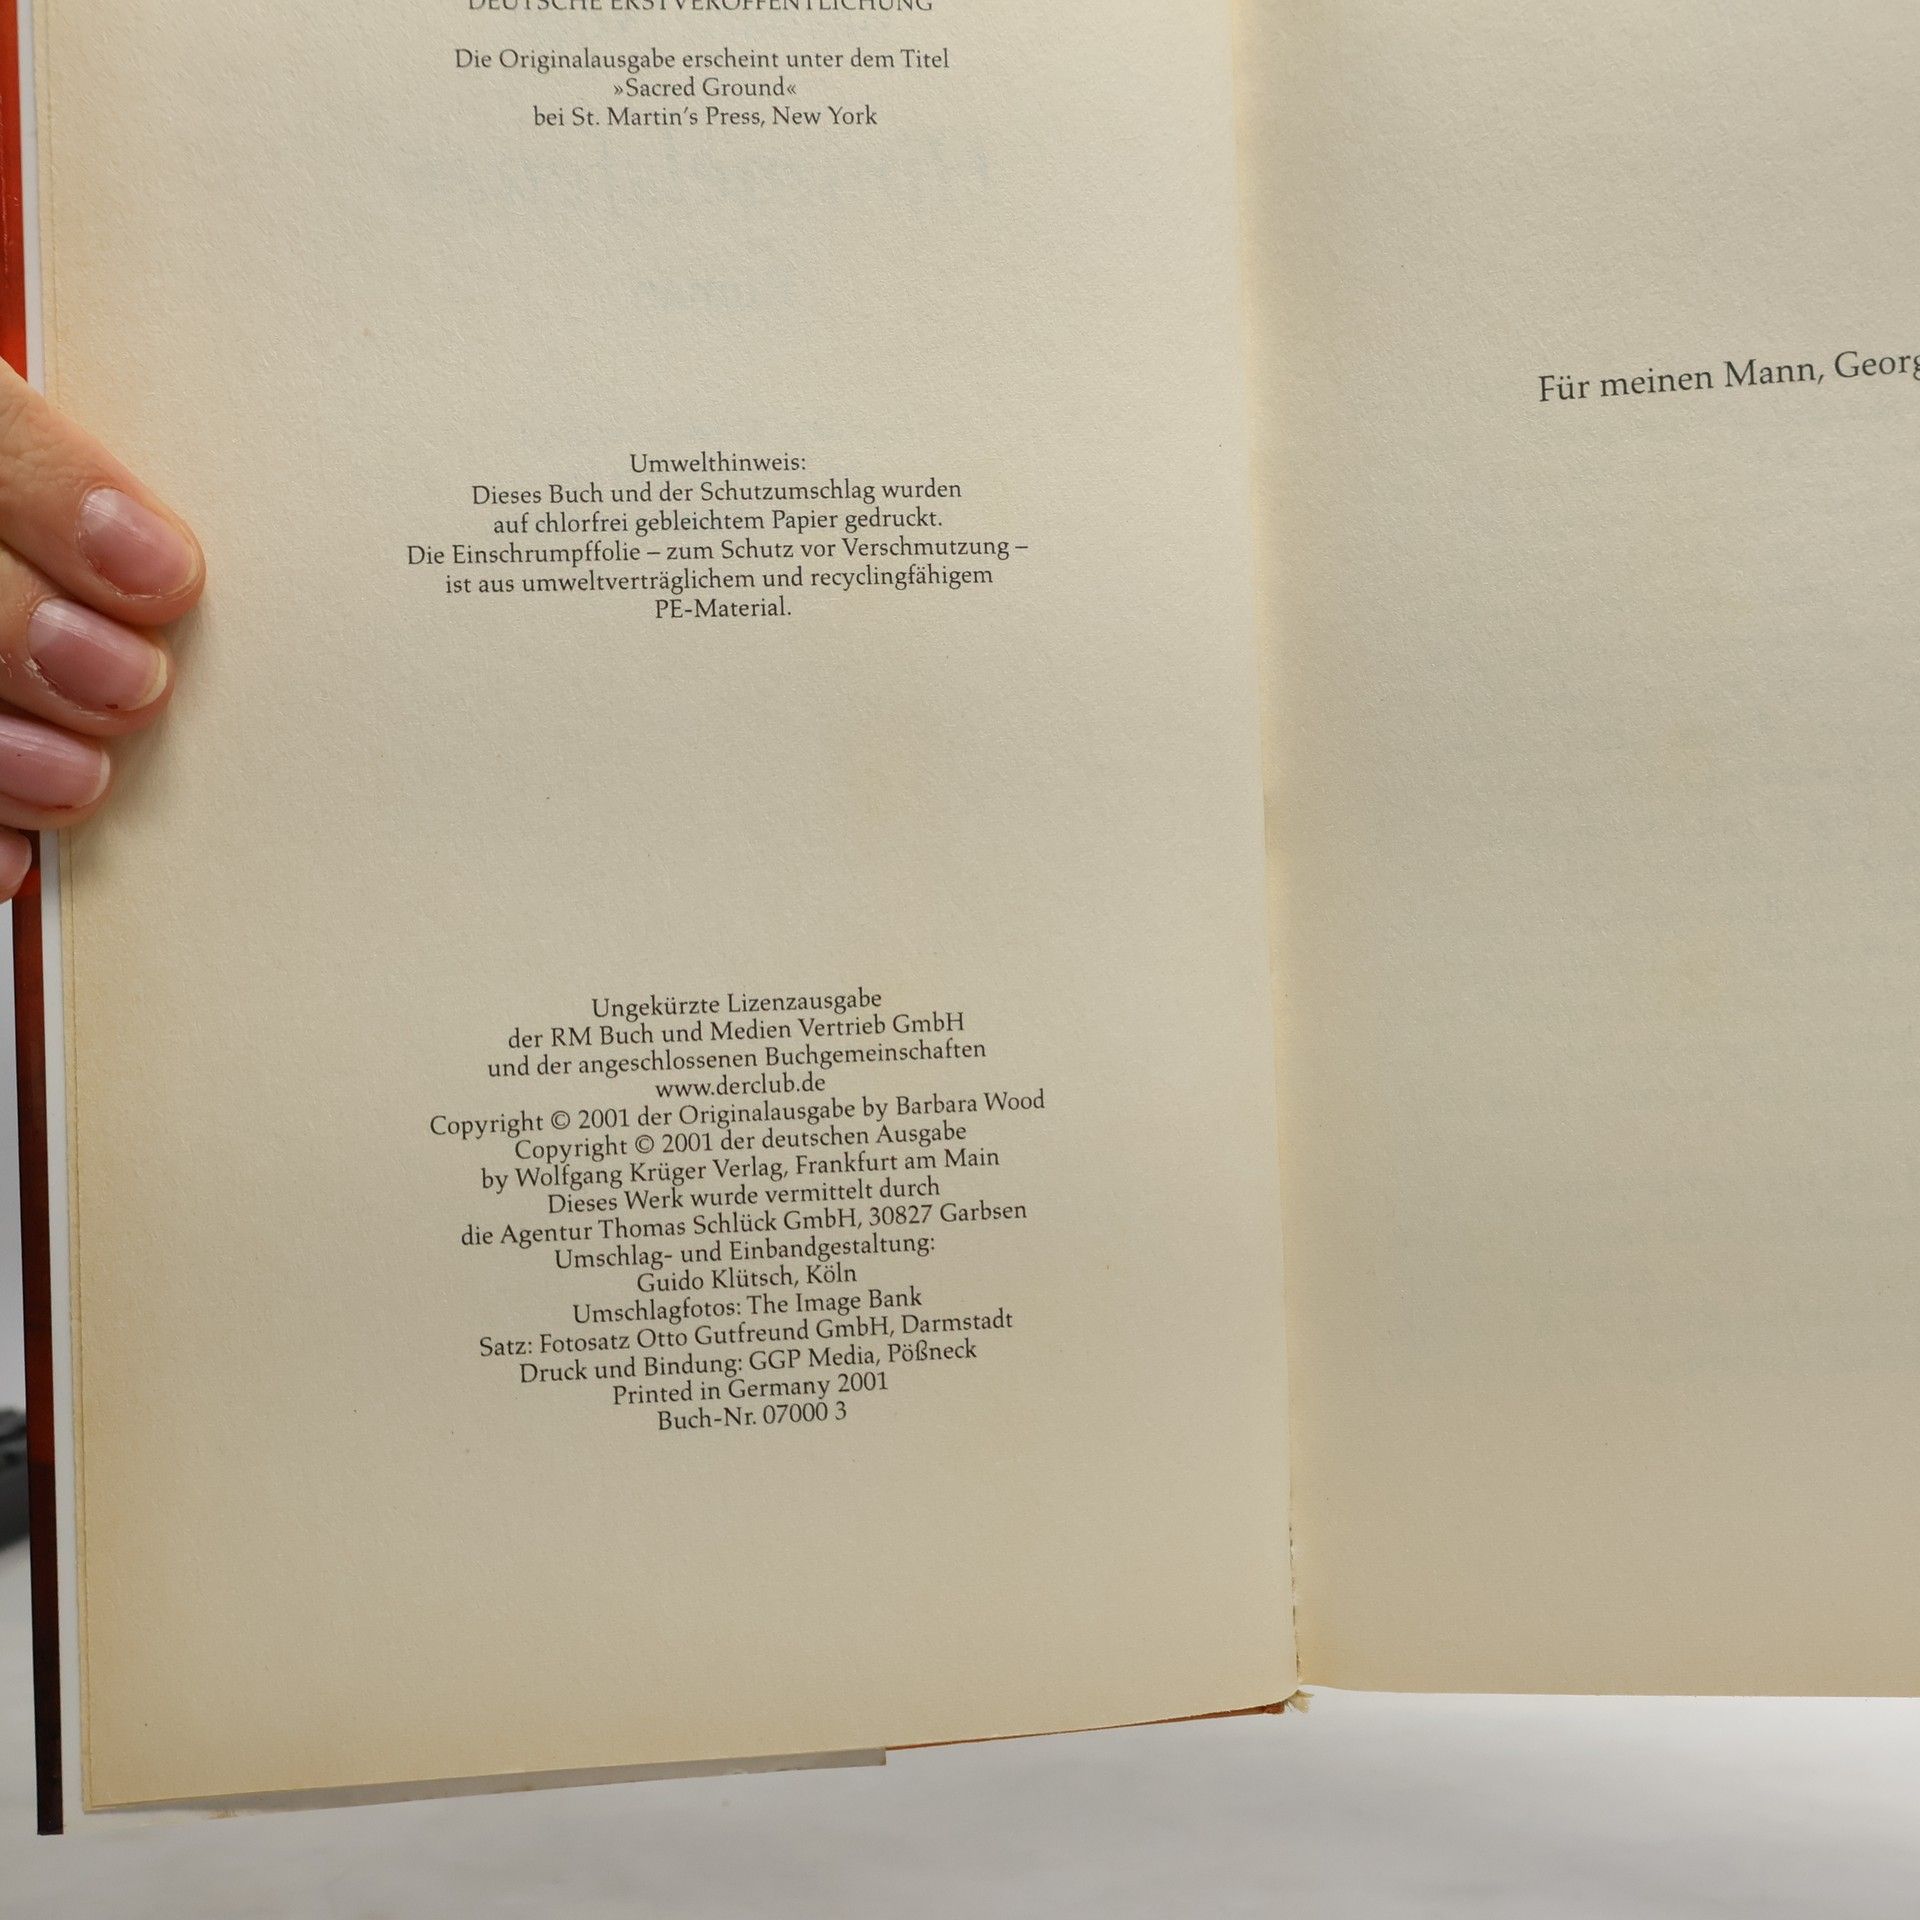 DEUTSCHE ERSTVERÖFFENTLICHUNG
Die Originalausgabe erscheint unter dem Titel
»Sacred Ground«
bei St. Martin's Press, New York
Umwelthinweis:
Dieses Buch und der Schutzumschlag wurden
auf chlorfrei gebleichtem Papier gedruckt.
Die Einschrumpffolie – zum Schutz vor Verschmutzung –
ist aus umweltverträglichem und recyclingfähigem
PE-Material.
Ungekürzte Lizenzausgabe
der RM Buch und Medien Vertrieb GmbH
und der angeschlossenen Buchgemeinschaften
www.derclub.de
Copyright © 2001 der Originalausgabe by Barbara Wood
Copyright © 2001 der deutschen Ausgabe
by Wolfgang Krüger Verlag, Frankfurt am Main
Dieses Werk wurde vermittelt durch
die Agentur Thomas Schlück GmbH, 30827 Garbsen
Umschlag- und Einbandgestaltung:
Guido Klütsch, Köln
Umschlagfotos: The Image Bank
Satz: Fotosatz Otto Gutfreund GmbH, Darmstadt
Druck und Bindung: GGP Media, Pößneck
Printed in Germany 2001
Buch-Nr. 07000 3
Für meinen Mann, Georg